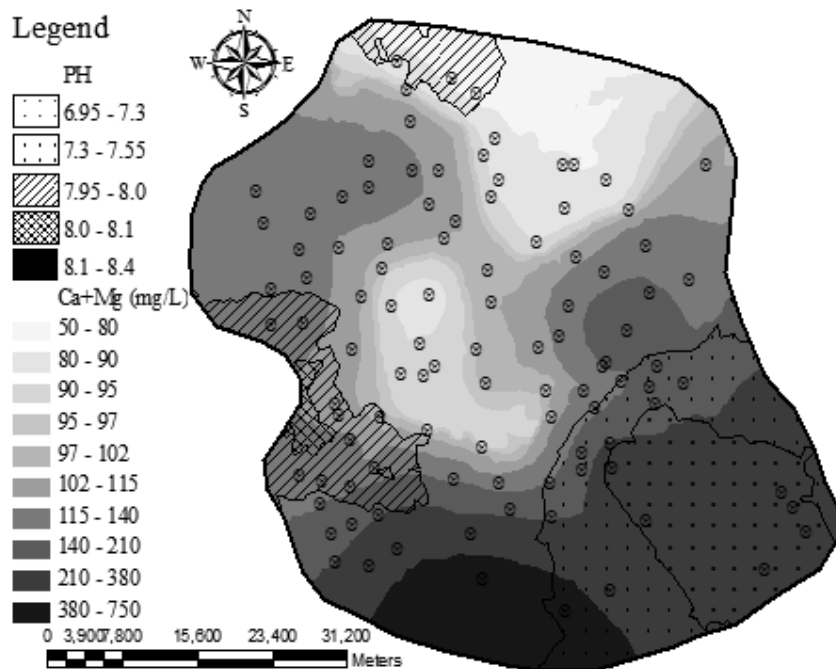 Legend
N
W E
S
PH
6.95 - 7.3
7.3 - 7.55
7.95 - 8.0
8.0 - 8.1
8.1 - 8.4
Ca+Mg (mg/L)
50 - 80
80 - 90
90 - 95
95 - 97
97 - 102
102 - 115
115 - 140
140 - 210
210 - 380
380 - 750
0 3,900 7,800 15,600 23,400 31,200
Meters